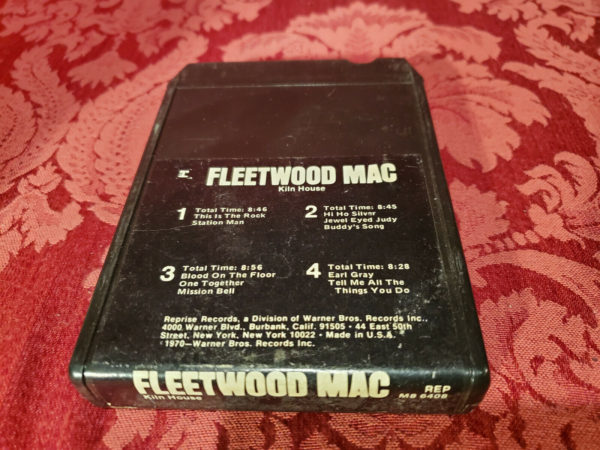 FLEETWOOD MAC
Kiln House
1 Total Time: 8:46
This Is The Rock
Station Man
2 Total Time: 8:45
Hi Ho Silver
Jewel Eyed Judy
Buddy's Song
3 Total Time: 8:56
Blood On The Floor
One Together
Mission Bell
4 Total Time: 8:28
Earl Gray
Tell Me All The
Things You Do
Reprise Records, a Division of Warner Bros. Records Inc.,
4000 Warner Blvd., Burbank, Calif. 91505 • 44 East 50th
Street, New York, New York 10022 • Made in U.S.A.
1970—Warner Bros. Records Inc.
FLEETWOOD MAC
Kiln House
REP
M8 6408